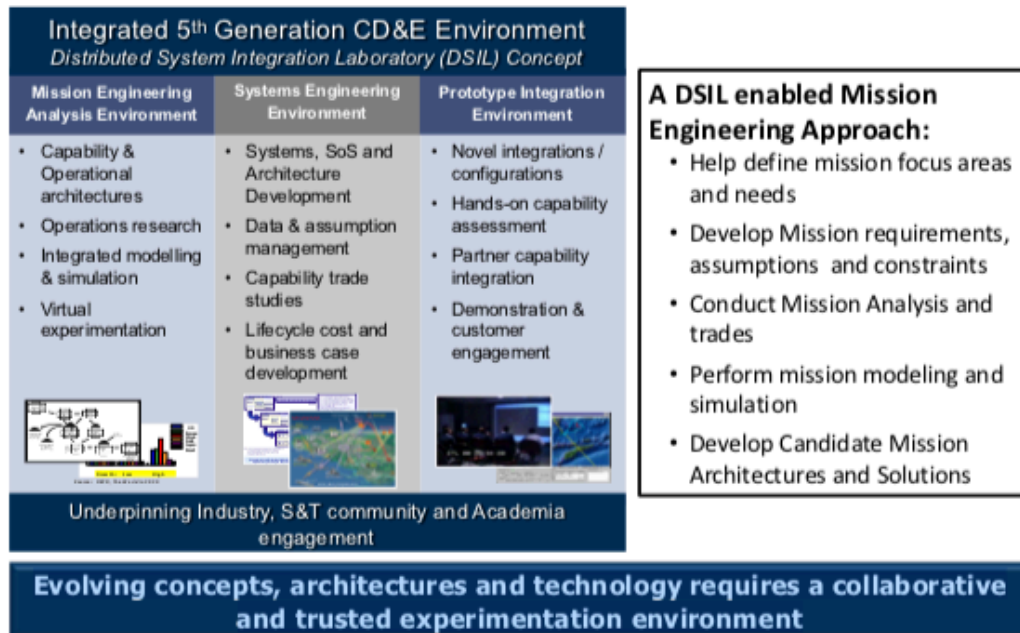 Integrated 5th Generation CD&E Environment
Distributed System Integration Laboratory (DSIL) Concept
Mission Engineering
Analysis Environment
• Capability &
Operational
architectures
• Operations research
• Integrated modelling
& simulation
• Virtual
experimentation
Systems Engineering
Environment
• Systems, SoS and
Architecture
Development
• Data & assumption
management
• Capability trade
studies
• Lifecycle cost and
business case
development
Prototype Integration
Environment
• Novel integrations /
configurations
• Hands-on capability
assessment
• Partner capability
integration
• Demonstration &
customer
engagement
Underpinning Industry, S&T community and Academia
engagement
A DSIL enabled Mission
Engineering Approach:
• Help define mission focus areas
and needs
• Develop Mission requirements,
assumptions and constraints
• Conduct Mission Analysis and
trades
• Perform mission modeling and
simulation
• Develop Candidate Mission
Architectures and Solutions
Evolving concepts, architectures and technology requires a collaborative
and trusted experimentation environment